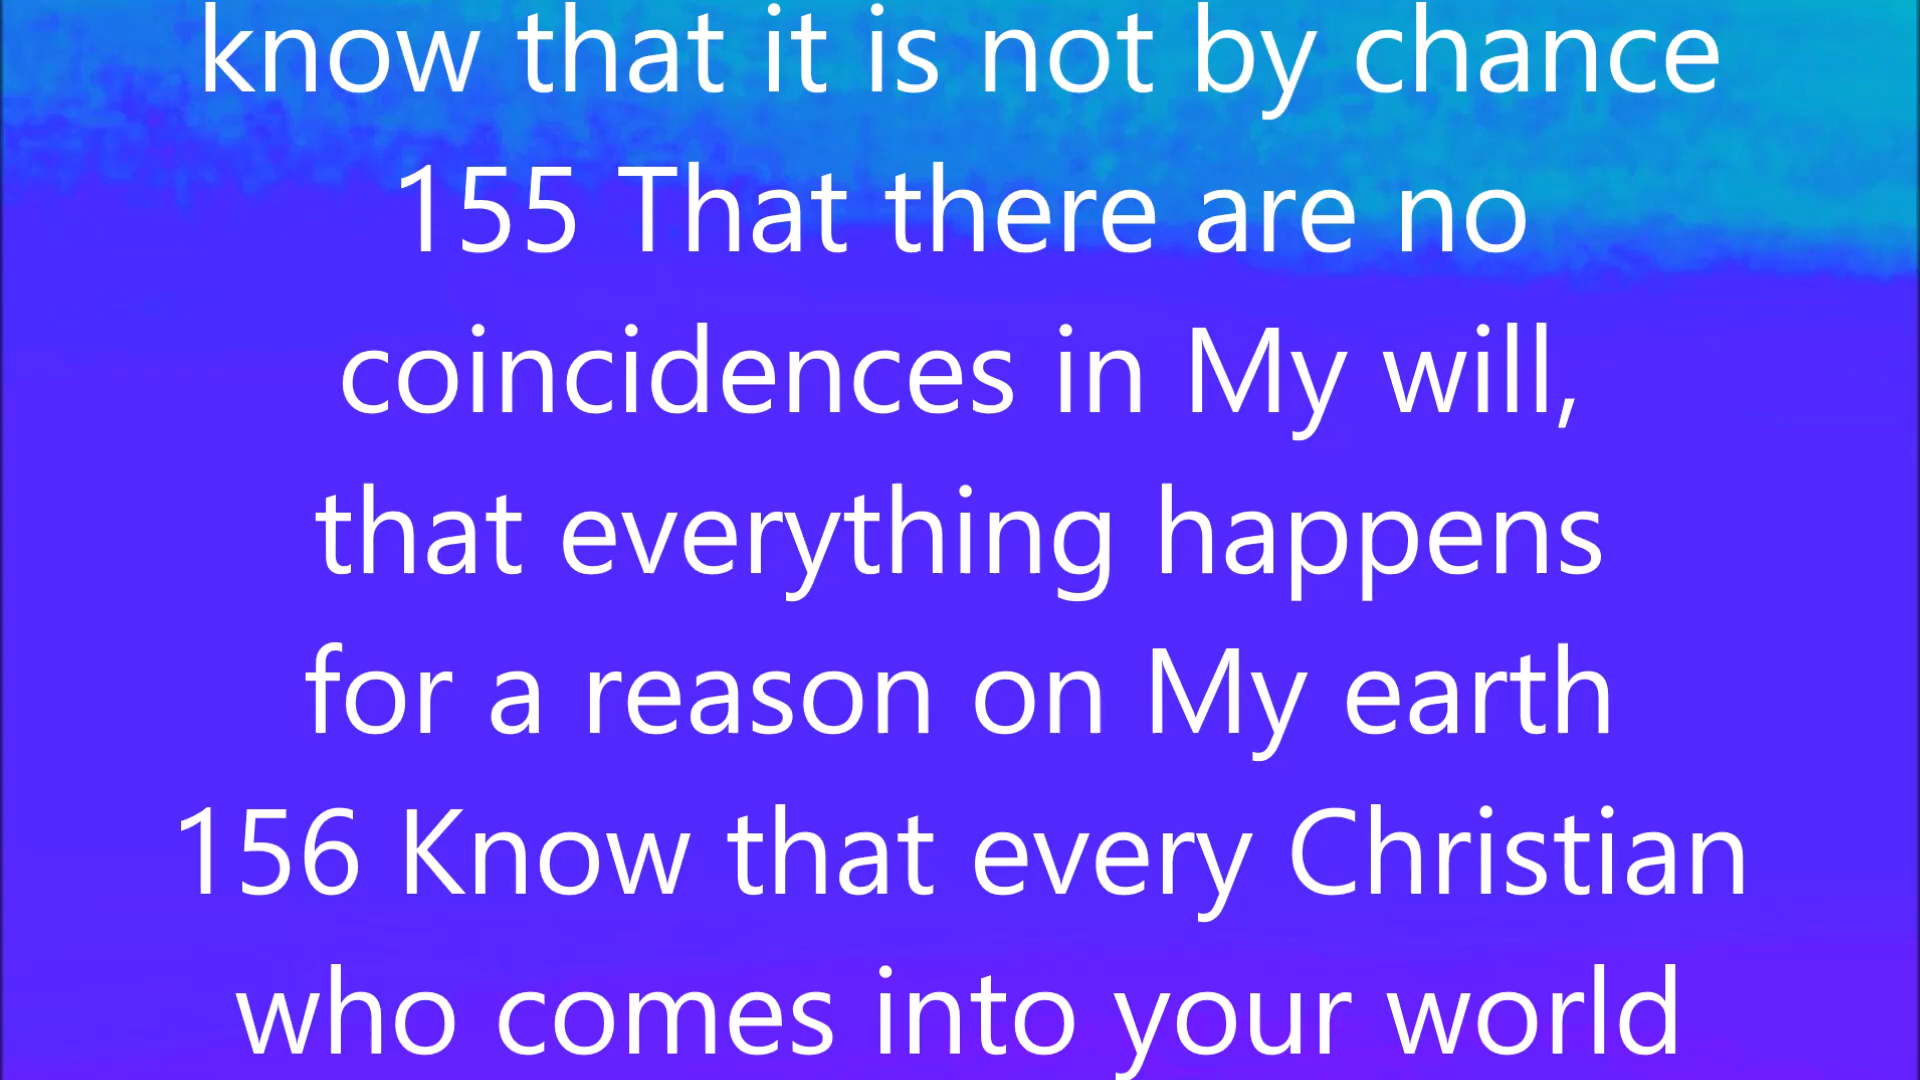 know that it is not by chance
155 That there are no
coincidences in My will,
that everything happens
for a reason on My earth
156 Know that every Christian
who comes into your world